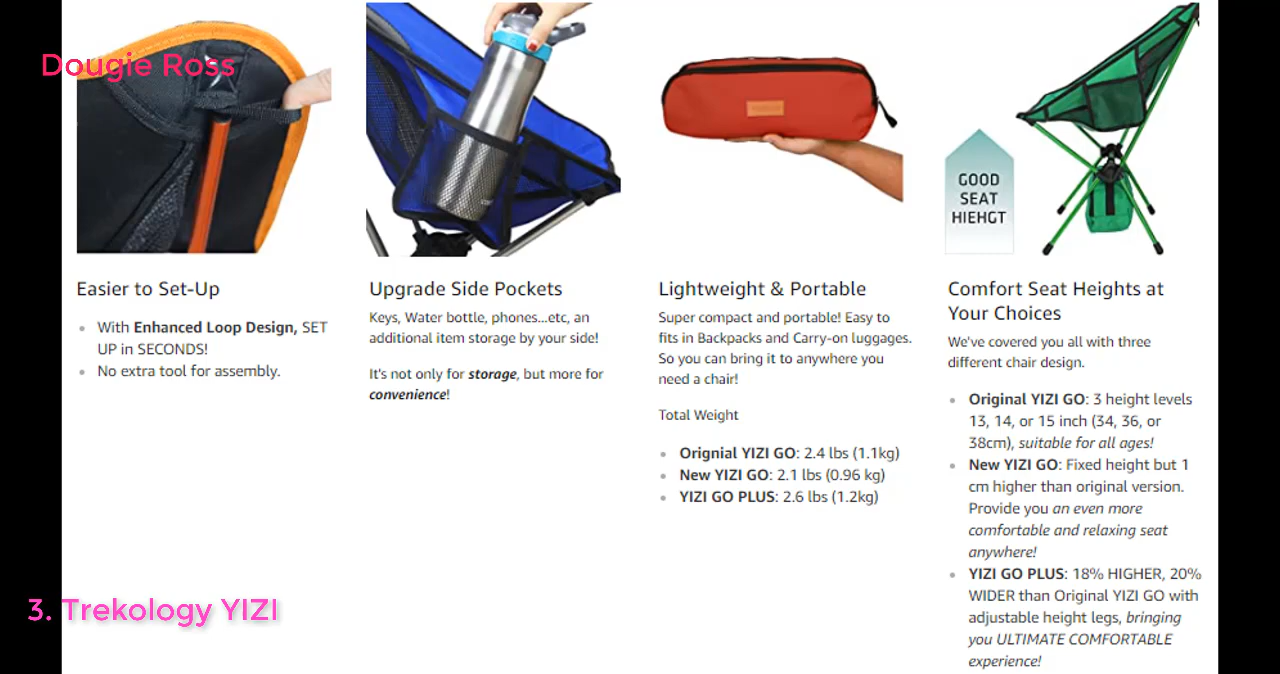 Dougie Ross
GOOD
SEAT
HIEHGT
Easier to Set-Up
With Enhanced Loop Design, SET
UP in SECONDS!
No extra tool for assembly.
Upgrade Side Pockets
Keys, Water bottle, phones...etc, an
additional item storage by your side!
It's not only for storage, but more for
convenience!
Lightweight & Portable
Super compact and portable! Easy to
fits in Backpacks and Carry-on luggages.
So you can bring it to anywhere you
need a chair!
Total Weight
Orignial YIZI GO: 2.4 lbs (1.1kg)
New YIZI GO: 2.1 lbs (0.96 kg)
YIZI GO PLUS: 2.6 lbs (1.2kg)
Comfort Seat Heights at
Your Choices
We've covered you all with three
different chair design.
Original YIZI GO: 3 height levels
13, 14, or 15 inch (34, 36, or
38cm), suitable for all ages!
New YIZI GO: Fixed height but 1
cm higher than original version.
Provide you an even more
comfortable and relaxing seat
anywhere!
YIZI GO PLUS: 18% HIGHER, 20%
WIDER than Original YIZI GO with
adjustable height legs, bringing
you ULTIMATE COMFORTABLE
experience!
3. Trekology YIZI